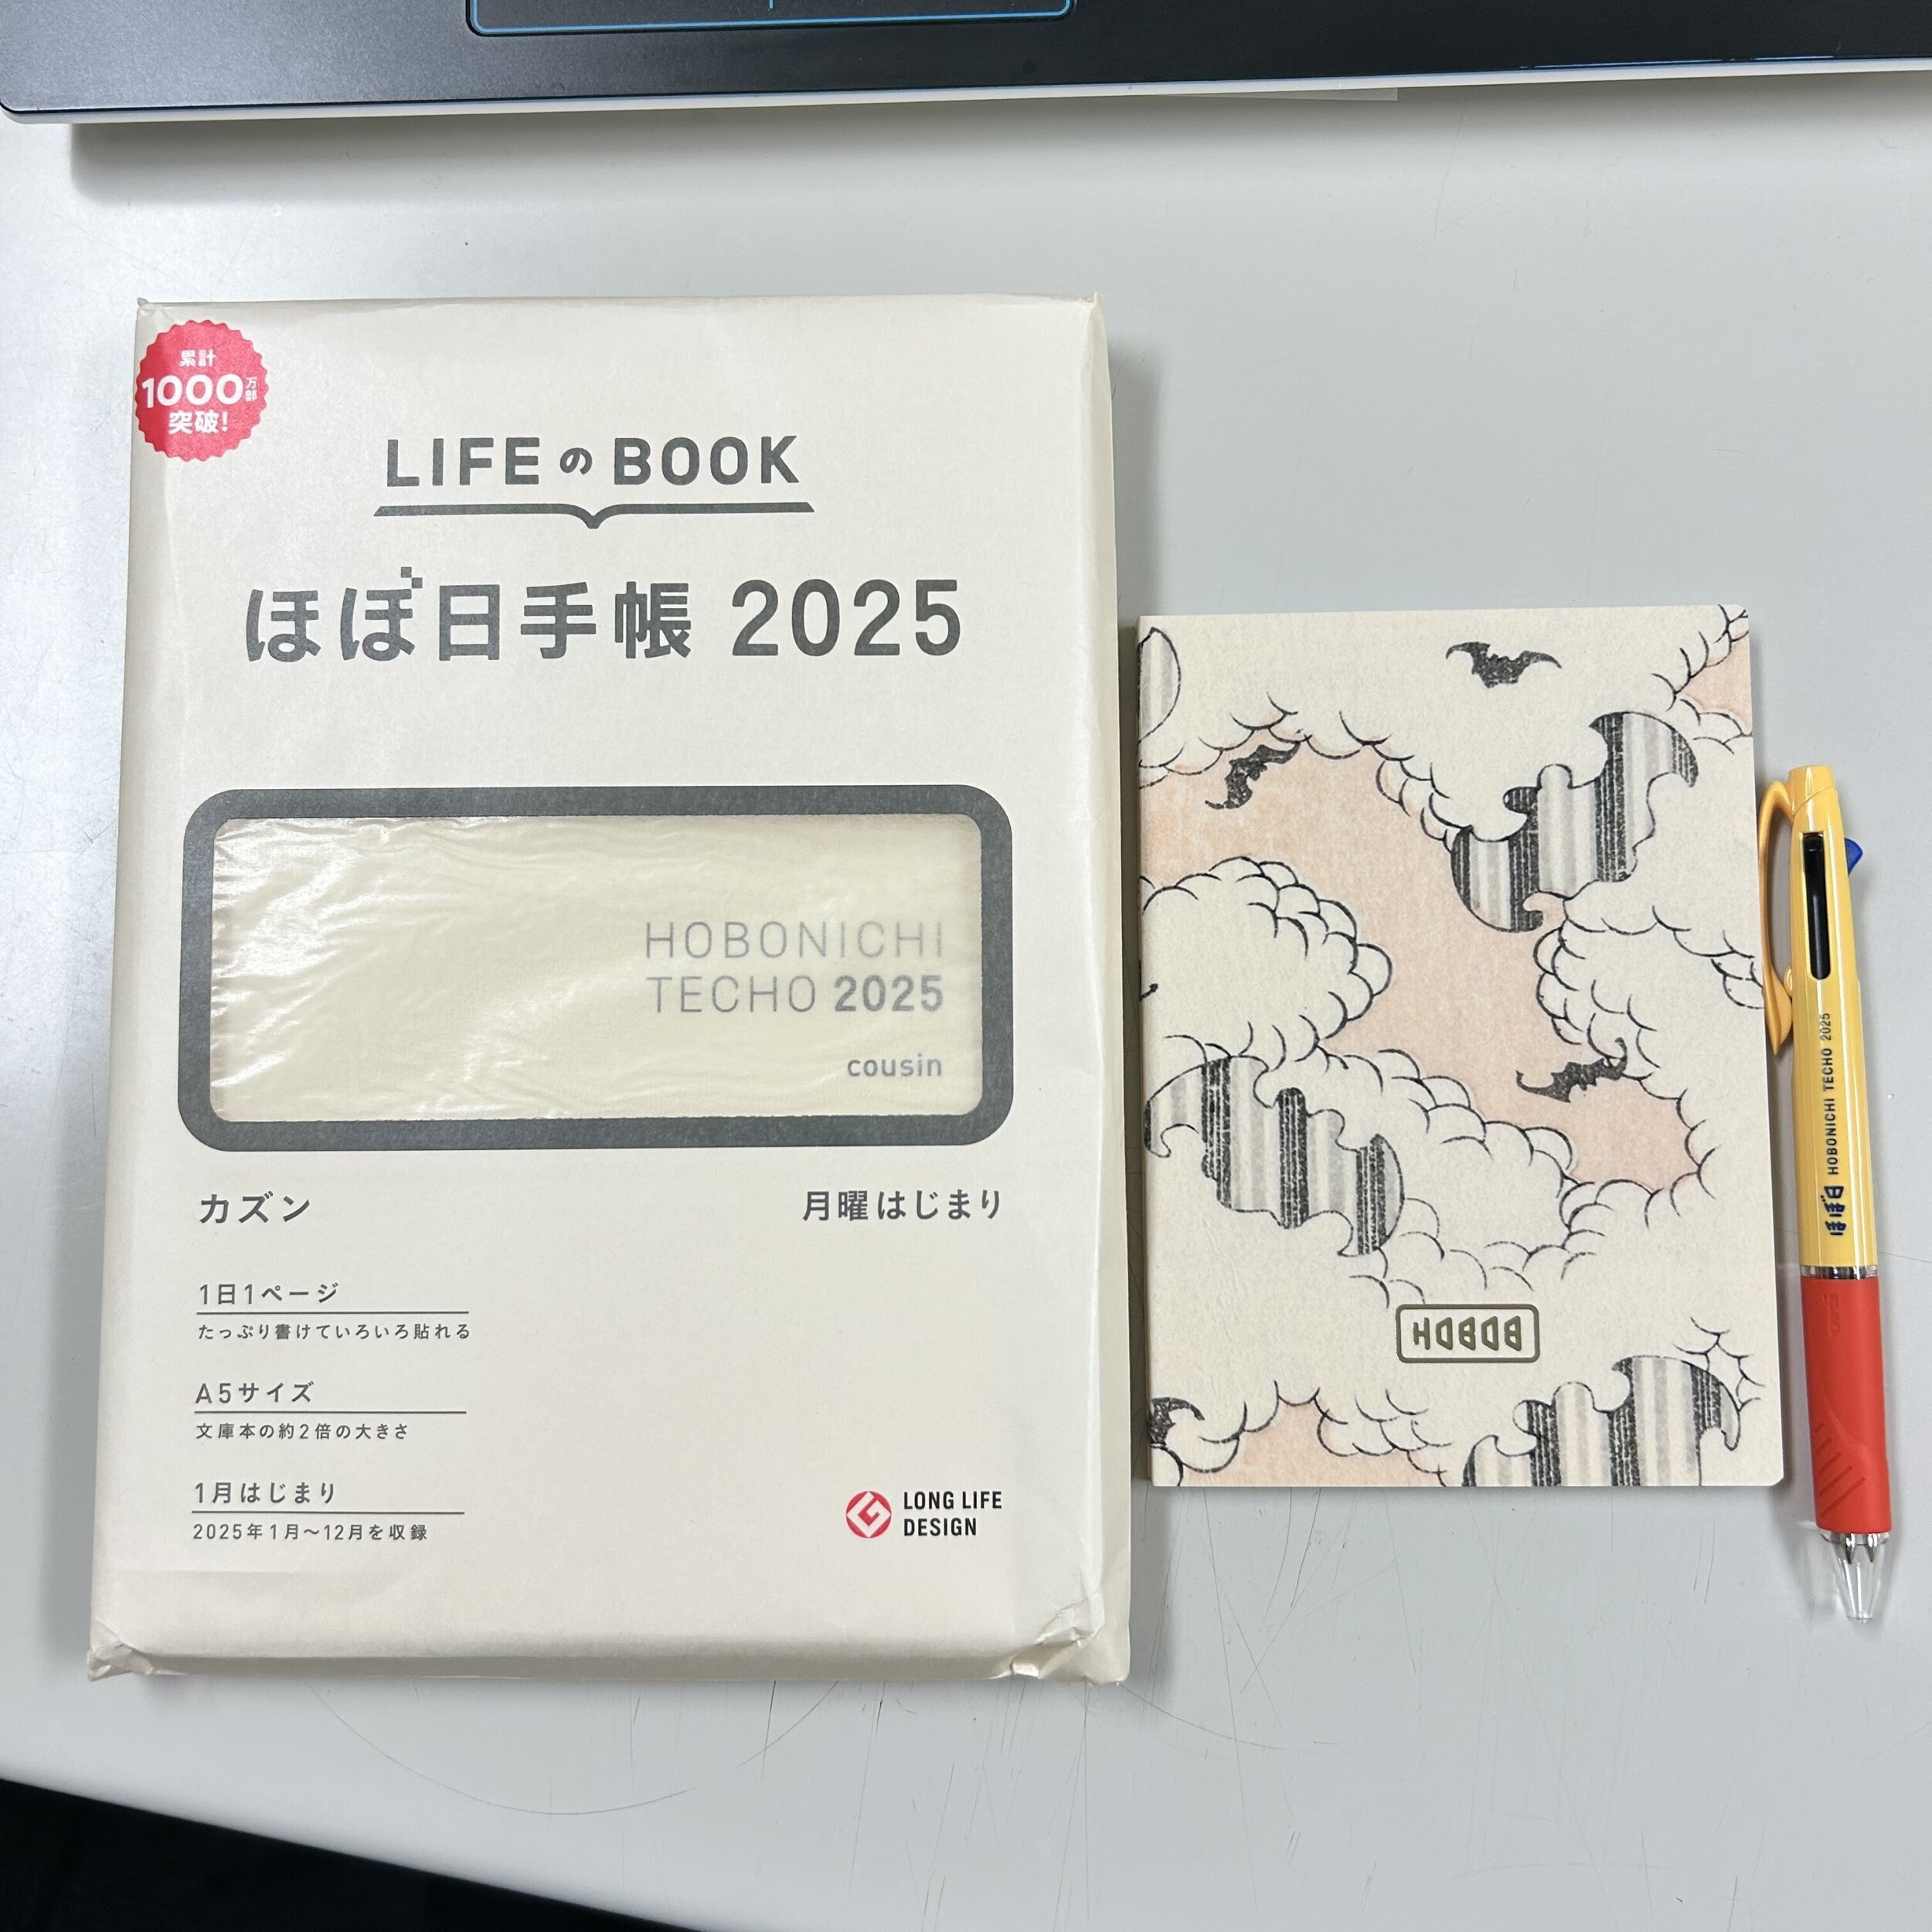 累計
1000万部
突破!
LIFEのBOOK
ほぼ日手帳 2025
HOBONICHI
TECHO 2025
cousin
カズン
月曜はじまり
1日1ページ
たっぷり書けていろいろ貼れる
A5サイズ
文庫本の約2倍の大きさ
1月はじまり
2025年1月〜12月を収録
LONG LIFE
DESIGN
HOBOB
ほぼ日 HOBONICHI TECHO 2025
uni